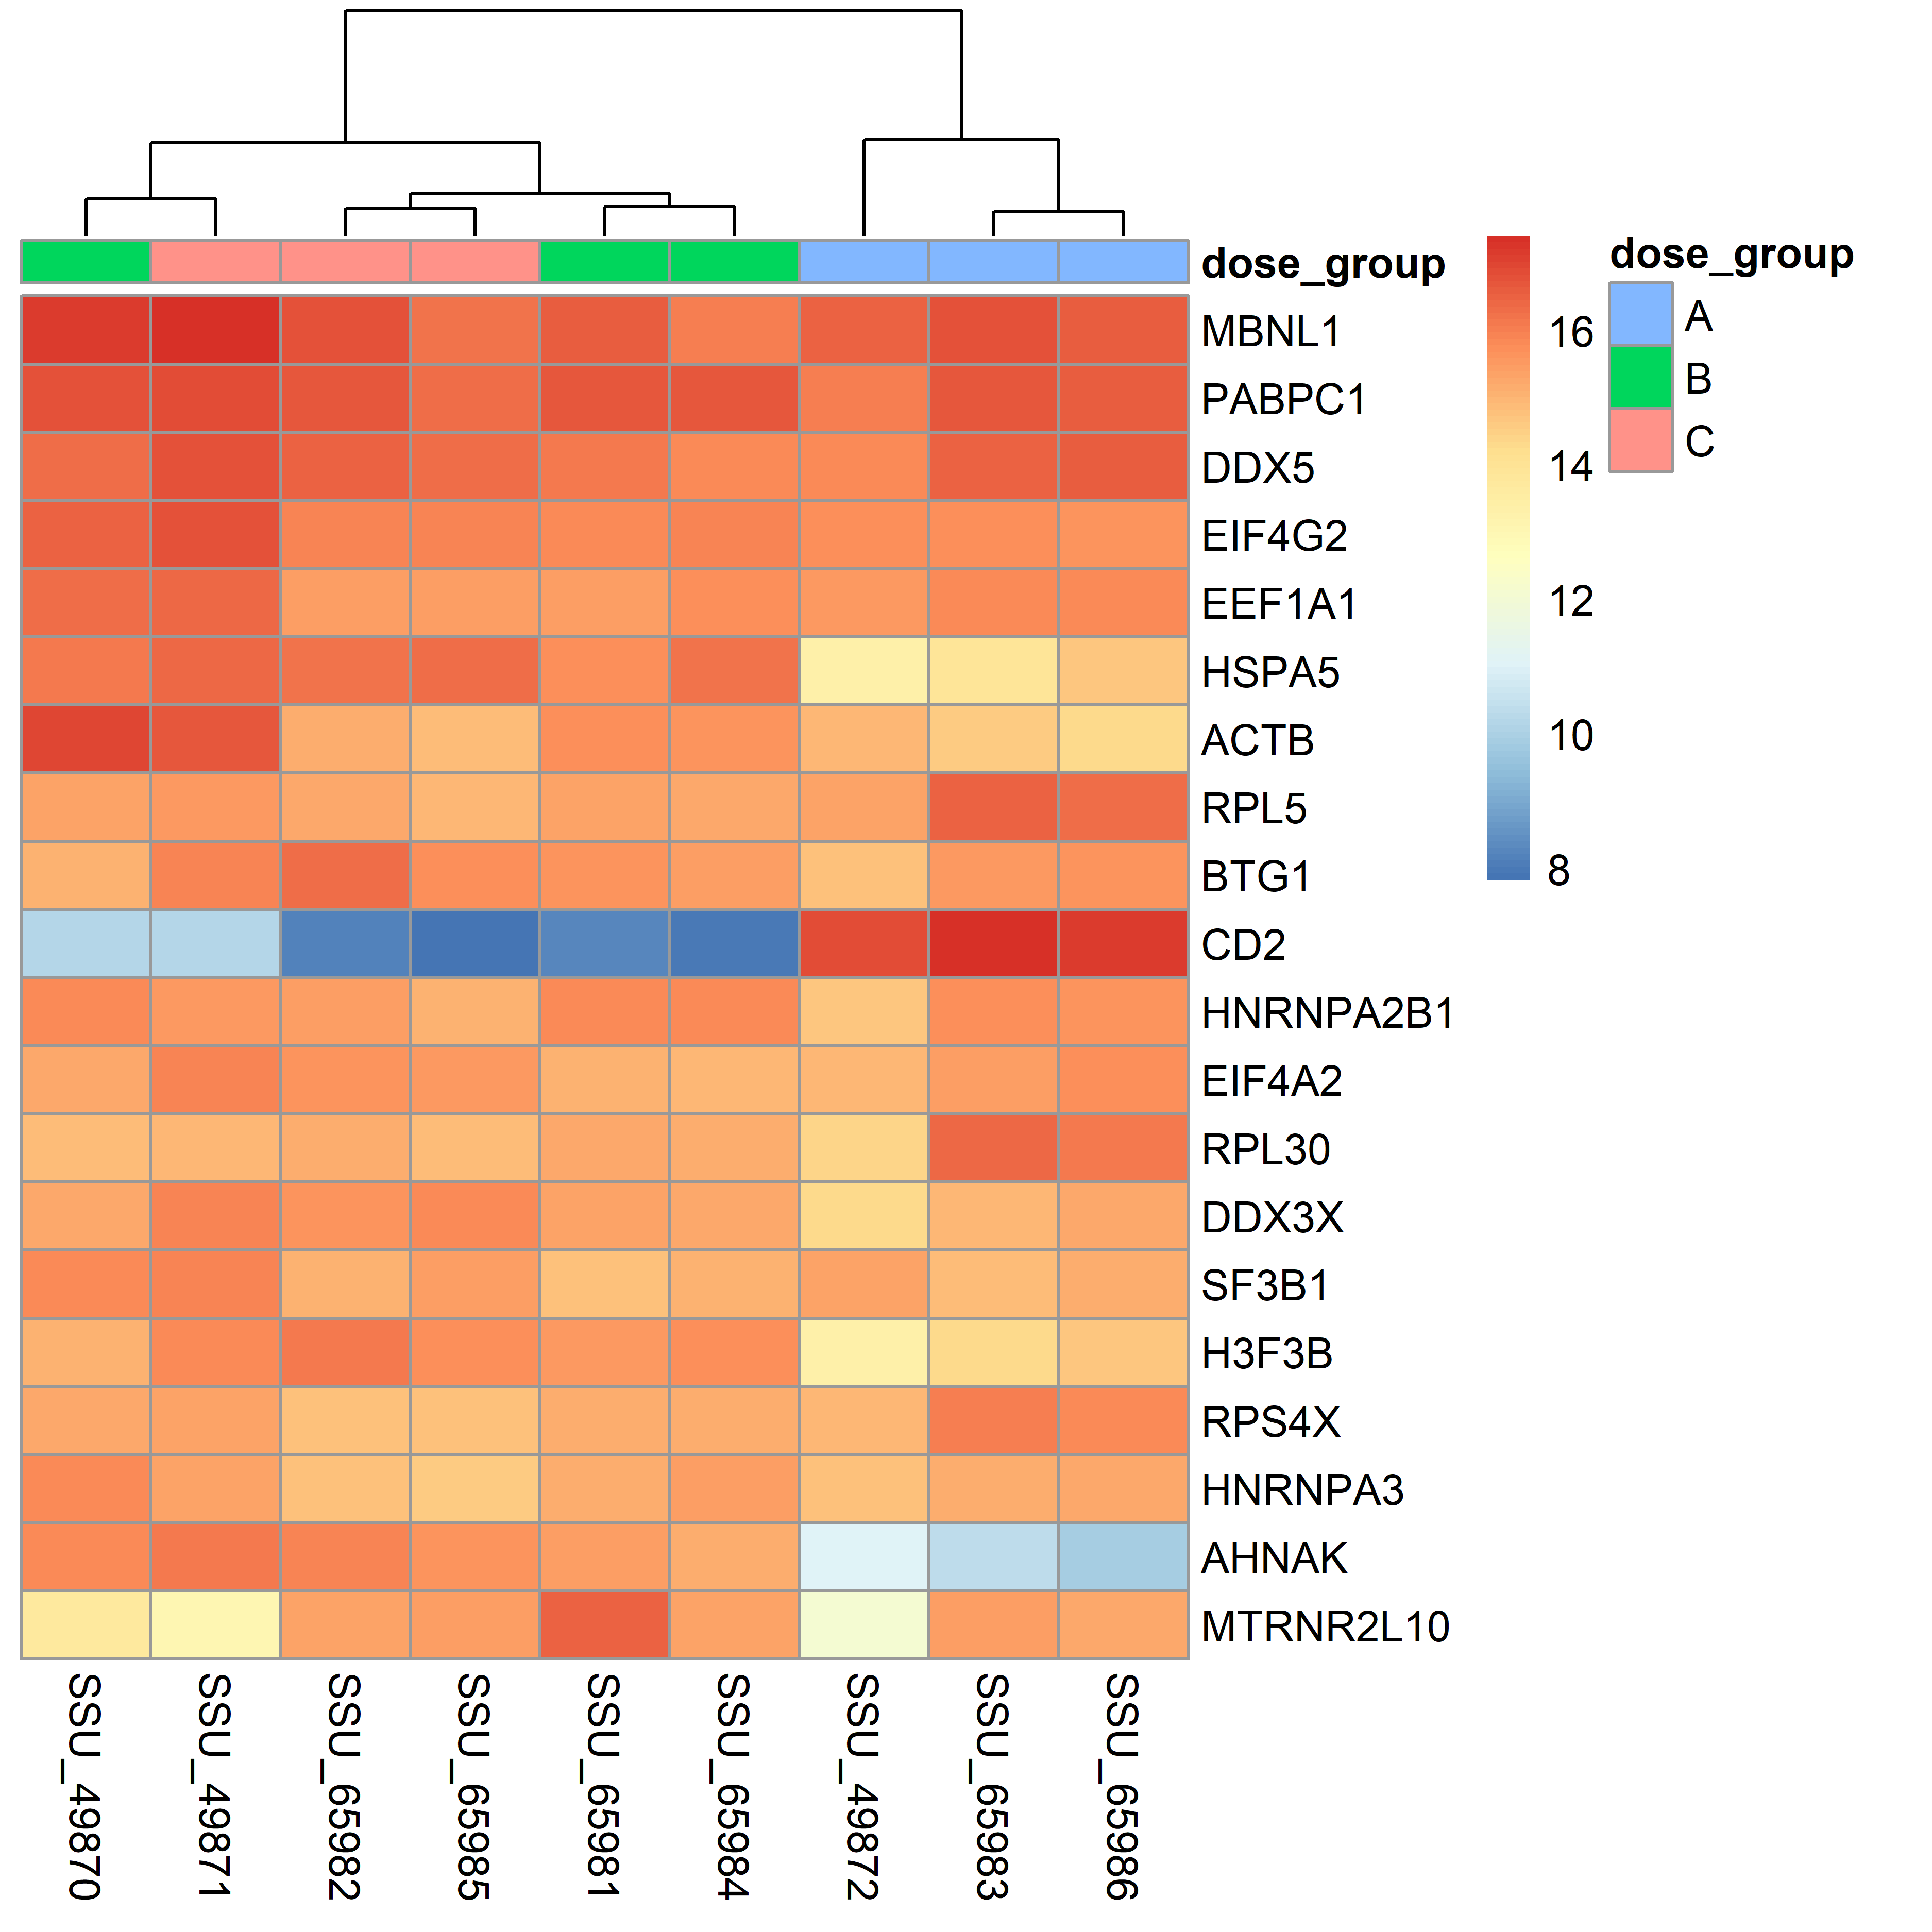 dose_group
MBNL1
PABPC1
DDX5
EIF4G2
EEF1A1
HSPA5
ACTB
RPL5
BTG1
CD2
HNRNPA2B1
EIF4A2
RPL30
DDX3X
SF3B1
H3F3B
RPS4X
HNRNPA3
AHNAK
MTRNR2L10
SSU_49870
SSU_49871
SSU_65982
SSU_65985
SSU_65981
SSU_65984
SSU_49872
SSU_65983
SSU_65986
16
14
12
10
8
dose_group
A
B
C